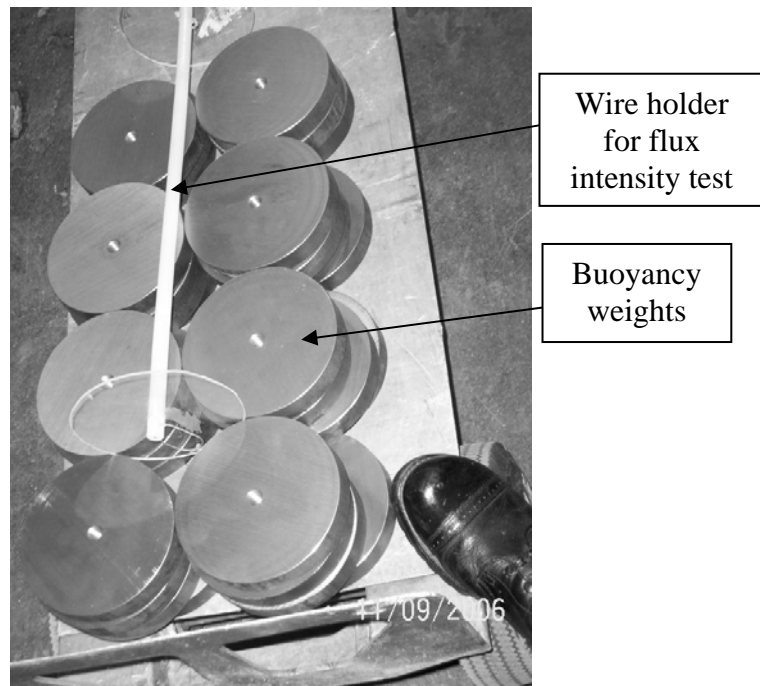 Wire holder
for flux
intensity test
Buoyancy
weights
11/09/2006